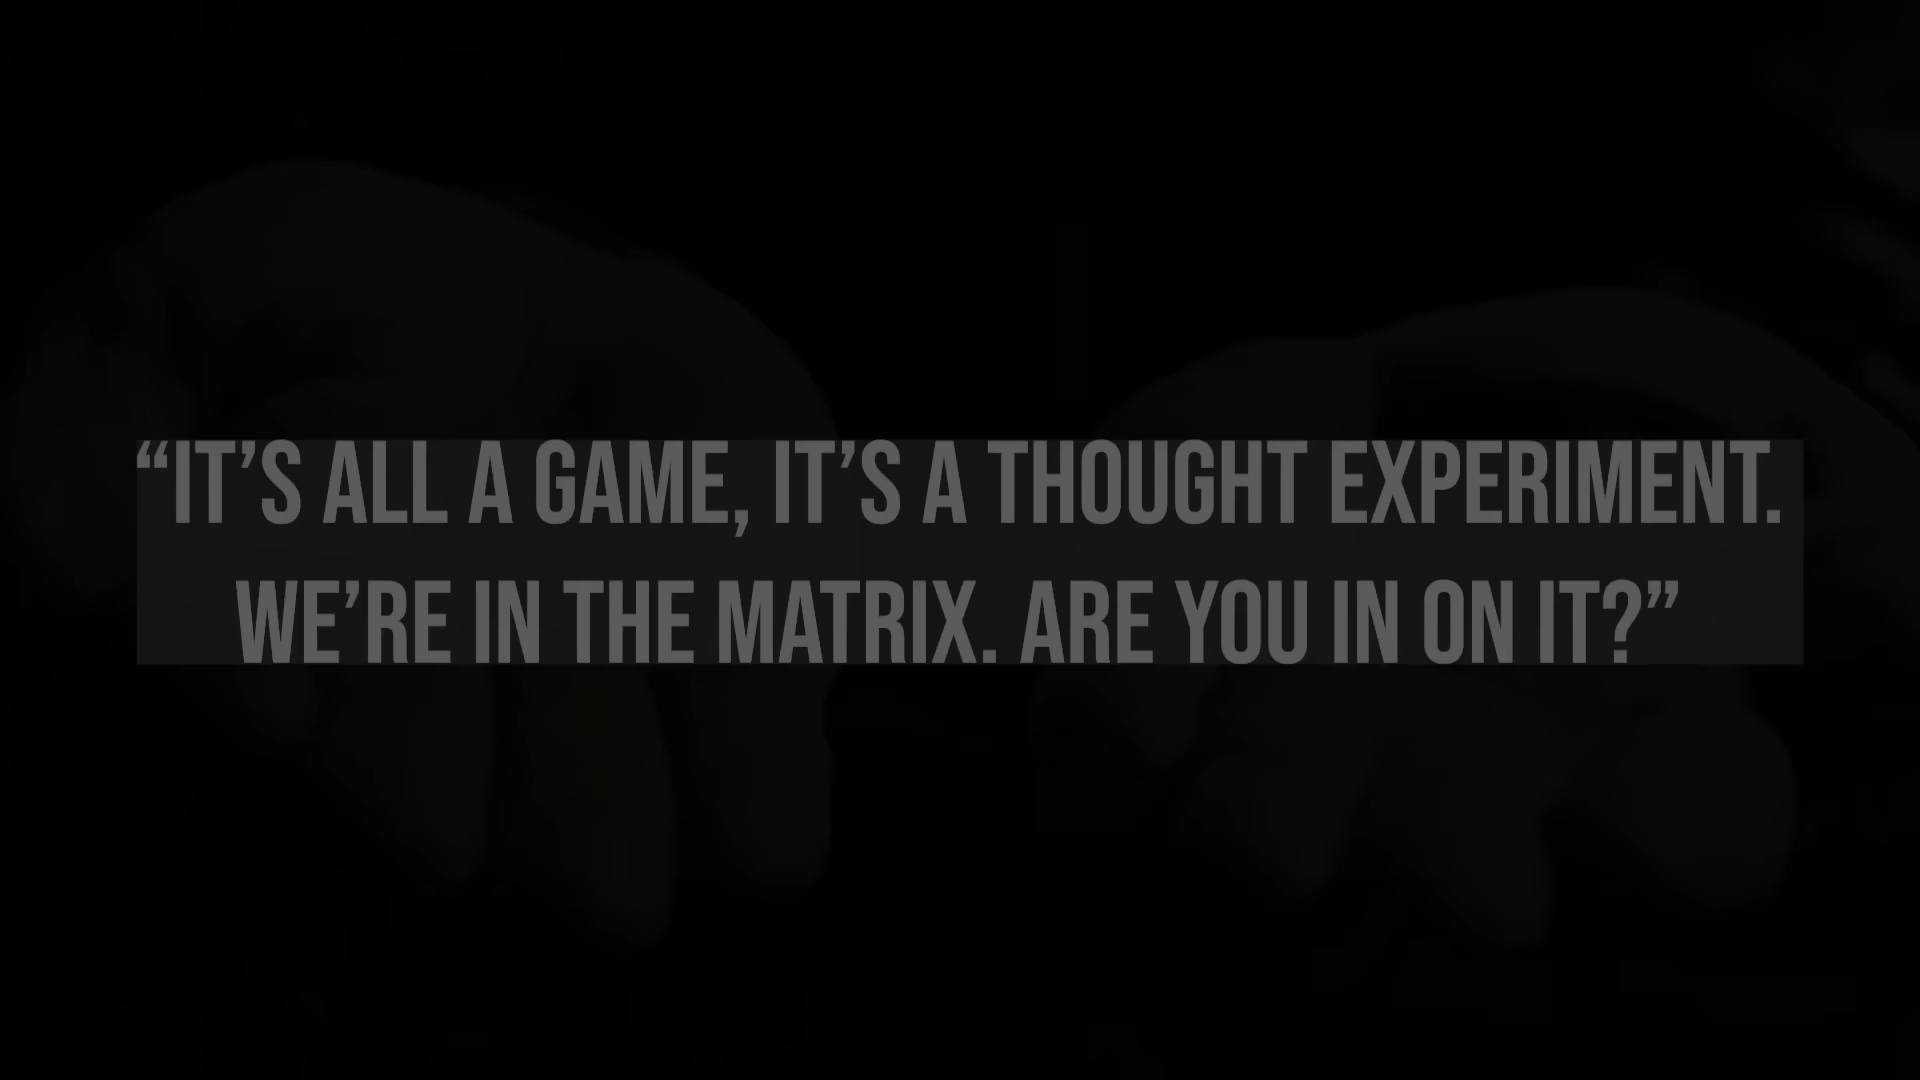 “IT’S ALL A GAME, IT’S A THOUGHT EXPERIMENT.
WE’RE IN THE MATRIX. ARE YOU IN ON IT?”